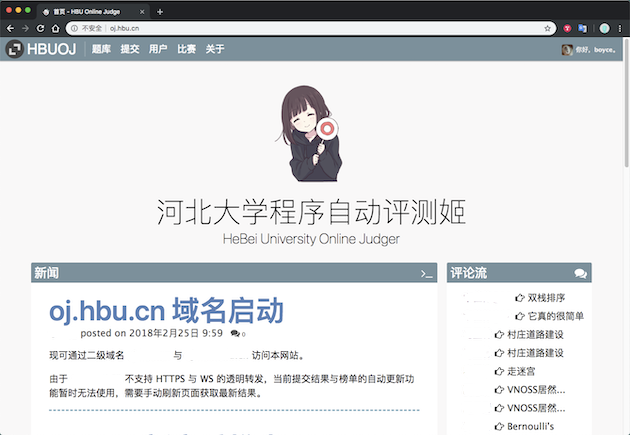 首页 - HBU Online Judge
不安全 | oj.hbu.cn
HBUOJ 题库 提交 用户 比赛 关于 你好，boyce。
河北大学程序自动评测姬
HeBei University Online Judger
新闻
oj.hbu.cn 域名启动
posted on 2018年2月25日 9:59 0
现可通过二级域名 与 访问本网站。
由于 不支持 HTTPS 与 WS 的透明转发，当前提交结果与榜单的自动更新功
能暂时无法使用，需要手动刷新页面获取最新结果。
评论流
双栈排序
它真的很简单
村庄道路建设
村庄道路建设
走迷宫
VNOSS居然...
VNOSS居然...
Bernoulli's